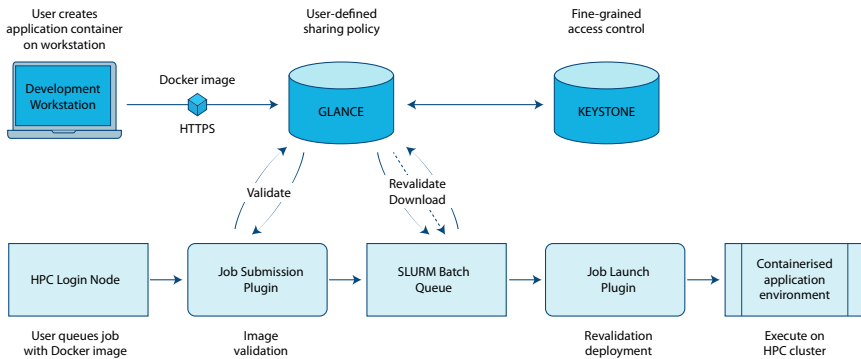 User creates
application container
on workstation
User-defined
sharing policy
Fine-grained
access control
Development
Workstation
Docker image
HTTPS
GLANCE
KEYSTONE
Validate
Revalidate
Download
HPC Login Node
Job Submission
Plugin
SLURM Batch
Queue
Job Launch
Plugin
Containerised
application
environment
User queues job
with Docker image
Image
validation
Revalidation
deployment
Execute on
HPC cluster